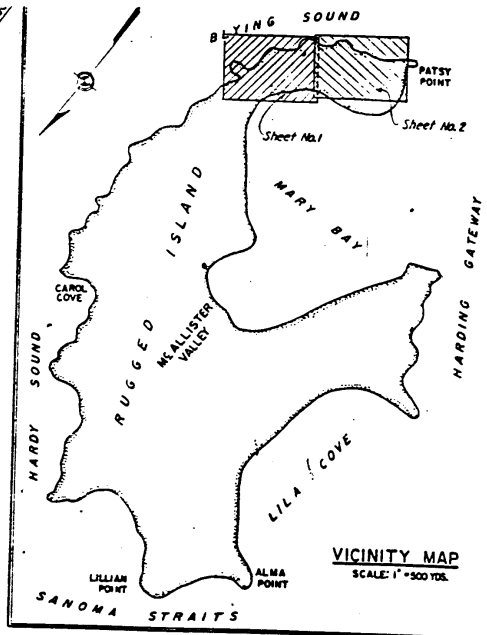 BLYING SOUND
PATSY POINT
Sheet No.1
Sheet No.2
RUGGED ISLAND
MARY BAY
HARDING GATEWAY
CAROL COVE
McALLISTER VALLEY
HARDY SOUND
LILA COVE
VICINITY MAP
SCALE: 1" = 500 YDS.
LILLIAN POINT
ALMA POINT
SANOMA STRAITS